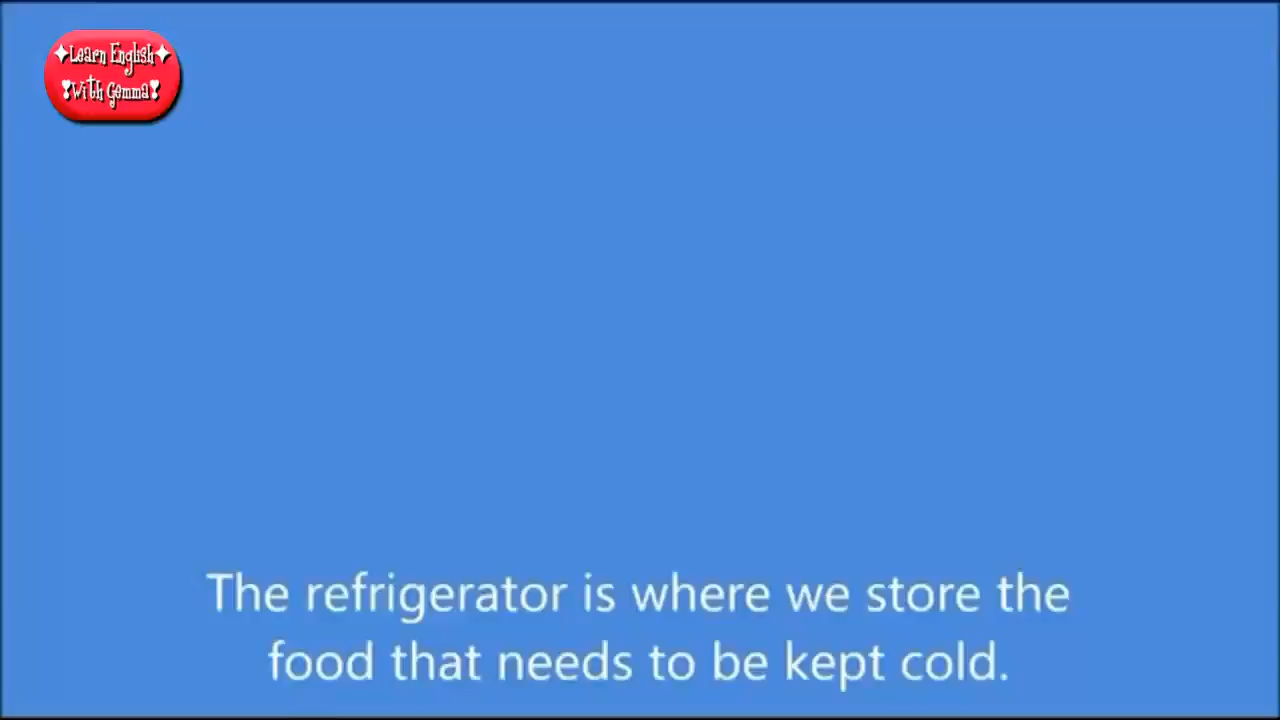 Learn English
With Gemma
The refrigerator is where we store the
food that needs to be kept cold.